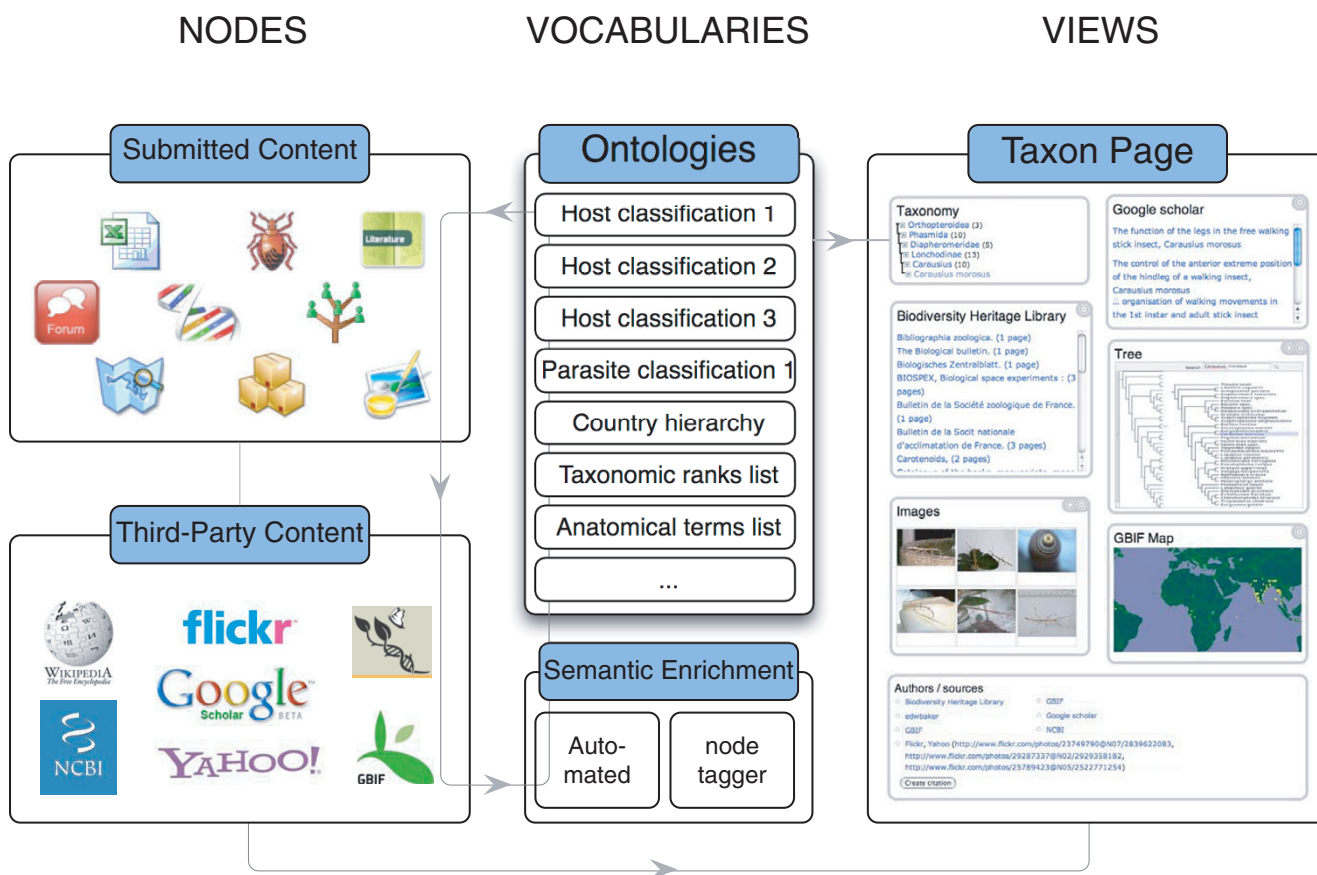 NODES
VOCABULARIES
VIEWS
Submitted Content
Literature
Forum
Third-Party Content
WIKIPEDIA
The Free Encyclopedia
flickr
Google
Scholar
BETA
NCBI
YAHOO!
GBIF
Ontologies
Host classification 1
Host classification 2
Host classification 3
Parasite classification 1
Country hierarchy
Taxonomic ranks list
Anatomical terms list
...
Semantic Enrichment
Auto-
mated
node
tagger
Taxon Page
Taxonomy
Orthopteroidea (3)
Phasmida (10)
Diapheromeridae (5)
Lonchodinae (13)
Carausius (10)
Carausius morosus
Google scholar
The function of the legs in the free walking
stick insect, Carausius morosus
The control of the anterior extreme position
of the hindleg of a walking insect,
Carausius morosus
... organisation of walking movements in
the 1st instar and adult stick insect
Biodiversity Heritage Library
Bibliographia zoologica. (1 page)
The Biological bulletin. (1 page)
Biologisches Zentralblatt. (1 page)
BIOSPEX, Biological space experiments : (3
pages)
Bulletin de la Société zoologique de France.
(1 page)
Bulletin de la Socit nationale
d'acclimatation de France. (3 pages)
Carotenoids, (2 pages)
Tree
Search
Carausius morosus
Images
GBIF Map
Authors / sources
Biodiversity Heritage Library
GBIF
edwbaker
Google scholar
GBIF
NCBI
Flickr, Yahoo (http://www.flickr.com/photos/23749790@N07/2839622083,
http://www.flickr.com/photos/29287337@N02/2929358182,
http://www.flickr.com/photos/25789423@N05/2522771254)
Create citation